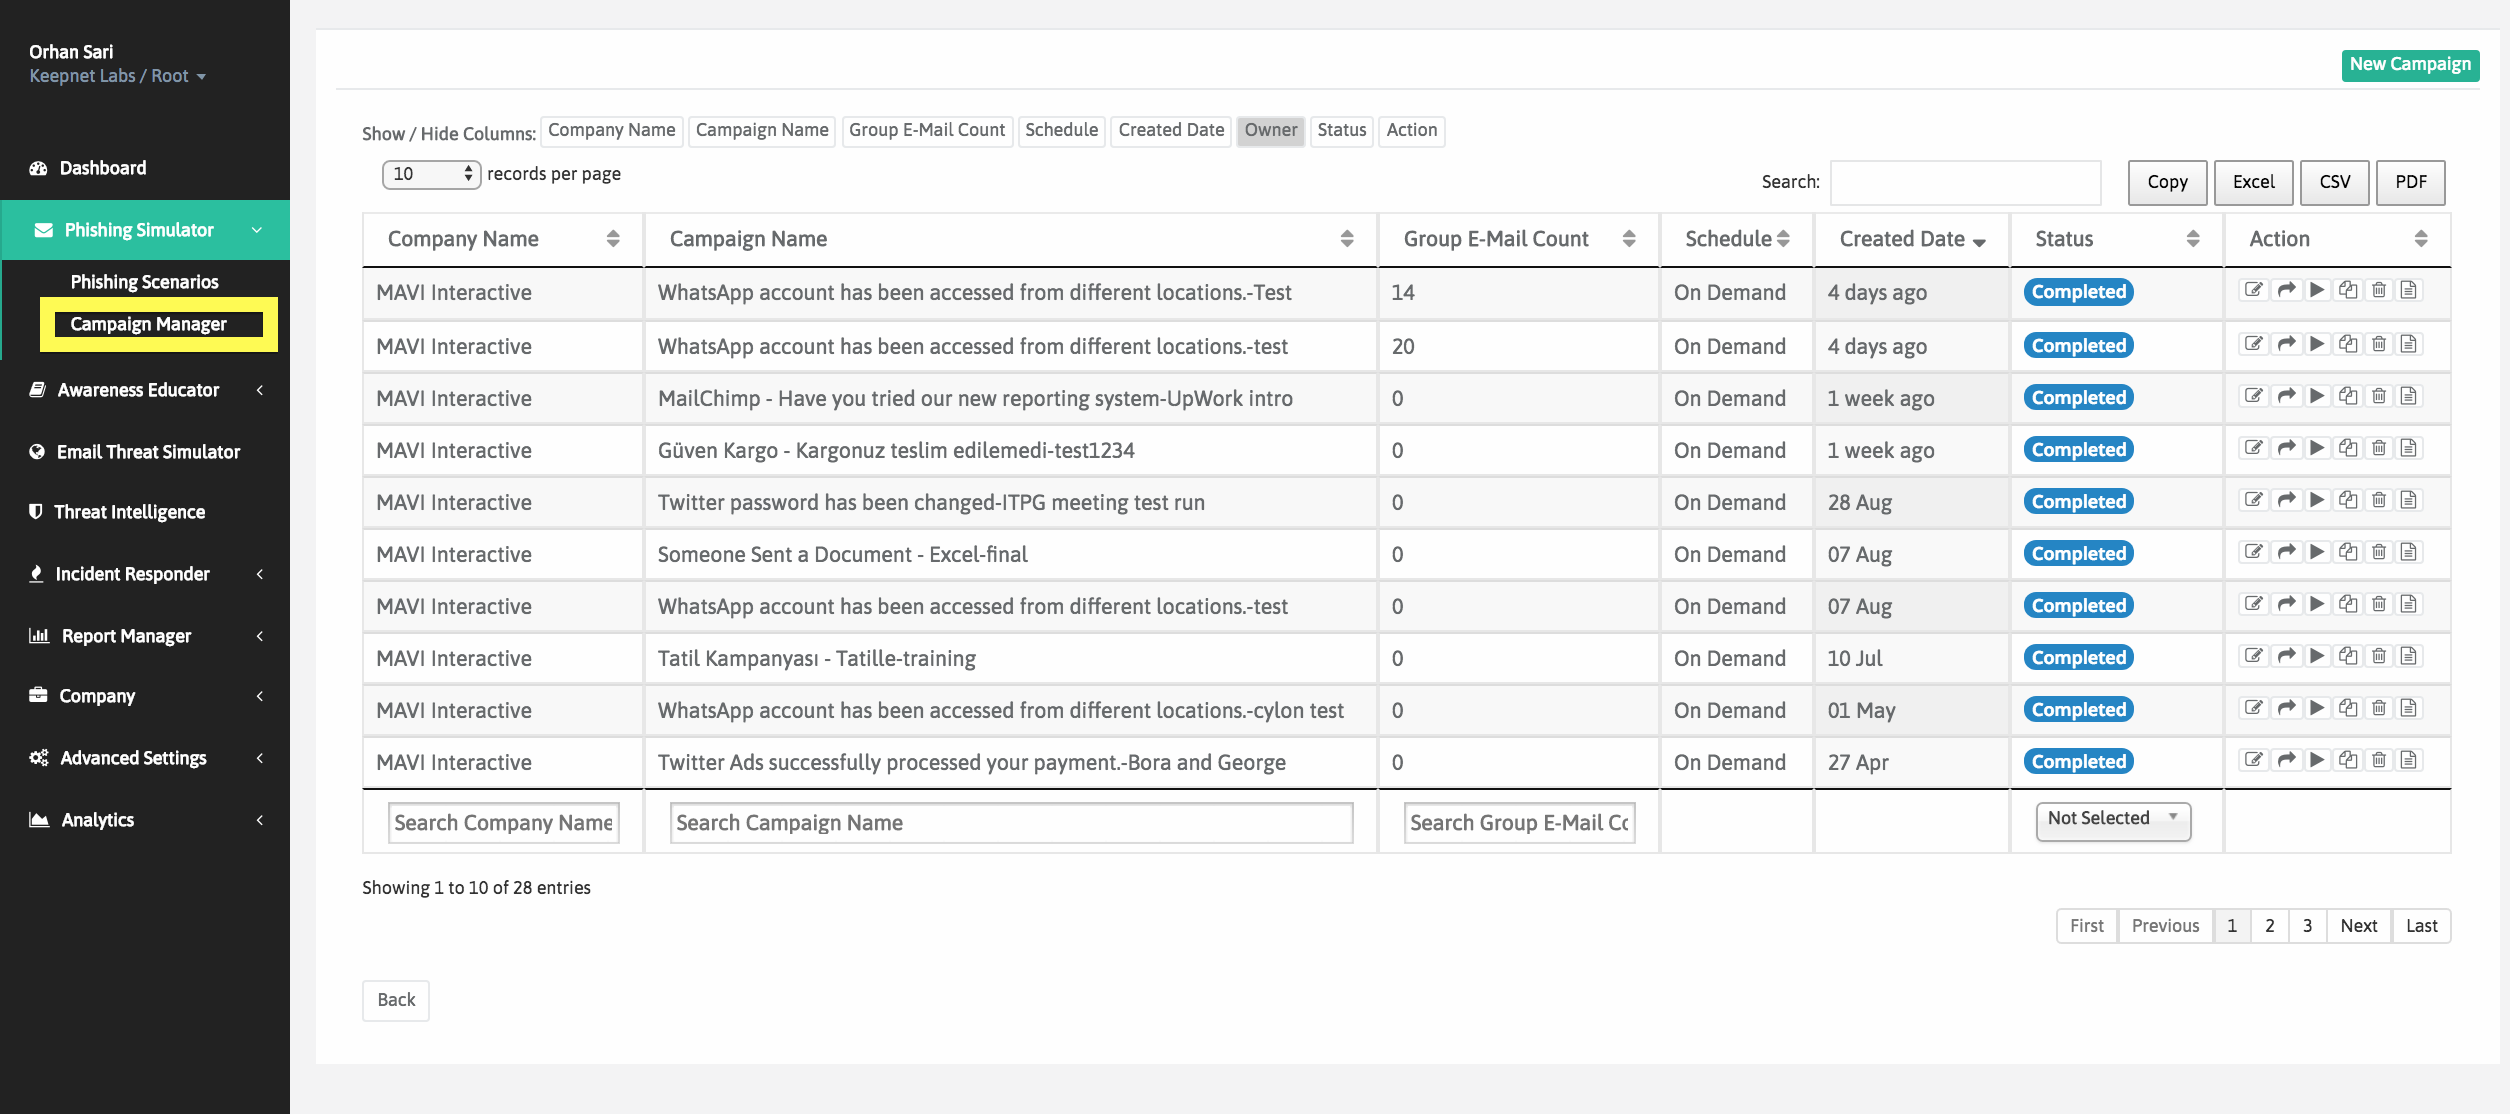 Orhan Sari
Keepnet Labs / Root
Dashboard
Phishing Simulator
Phishing Scenarios
Campaign Manager
Awareness Educator
Email Threat Simulator
Threat Intelligence
Incident Responder
Report Manager
Company
Advanced Settings
Analytics
New Campaign
Show / Hide Columns: Company Name Campaign Name Group E-Mail Count Schedule Created Date Owner Status Action
10 records per page Search: Copy Excel CSV PDF
Company Name Campaign Name Group E-Mail Count Schedule Created Date Status Action
MAVI Interactive WhatsApp account has been accessed from different locations.-Test 14 On Demand 4 days ago Completed
MAVI Interactive WhatsApp account has been accessed from different locations.-test 20 On Demand 4 days ago Completed
MAVI Interactive MailChimp - Have you tried our new reporting system-UpWork intro 0 On Demand 1 week ago Completed
MAVI Interactive Güven Kargo - Kargonuz teslim edilemedi-test1234 0 On Demand 1 week ago Completed
MAVI Interactive Twitter password has been changed-ITPG meeting test run 0 On Demand 28 Aug Completed
MAVI Interactive Someone Sent a Document - Excel-final 0 On Demand 07 Aug Completed
MAVI Interactive WhatsApp account has been accessed from different locations.-test 0 On Demand 07 Aug Completed
MAVI Interactive Tatil Kampanyası - Tatille-training 0 On Demand 10 Jul Completed
MAVI Interactive WhatsApp account has been accessed from different locations.-cylon test 0 On Demand 01 May Completed
MAVI Interactive Twitter Ads successfully processed your payment.-Bora and George 0 On Demand 27 Apr Completed
Search Company Name Search Campaign Name Search Group E-Mail Co Not Selected
Showing 1 to 10 of 28 entries
First Previous 1 2 3 Next Last
Back